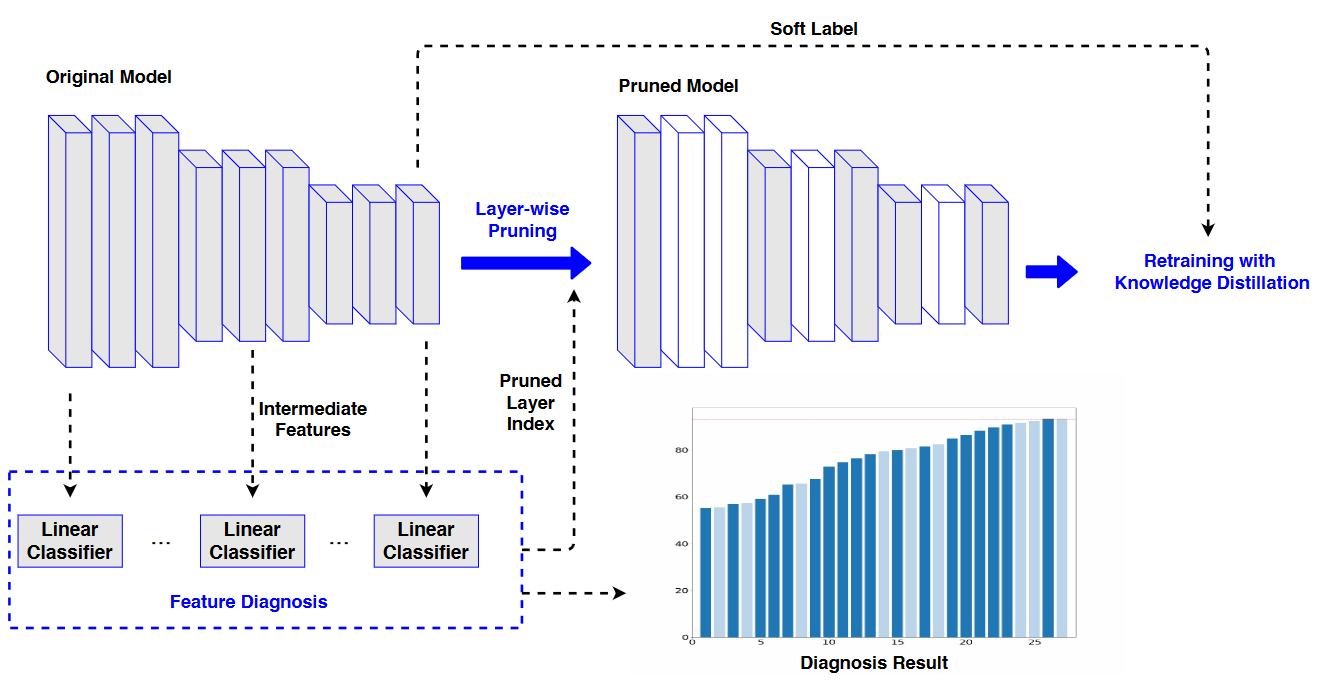 Soft Label
Original Model
Pruned Model
Layer-wise
Pruning
Retraining with
Knowledge Distillation
Intermediate
Features
Pruned
Layer
Index
Linear
Classifier
...
Linear
Classifier
...
Linear
Classifier
Feature Diagnosis
80
60
40
20
0
0 5 10 15 20 25
Diagnosis Result